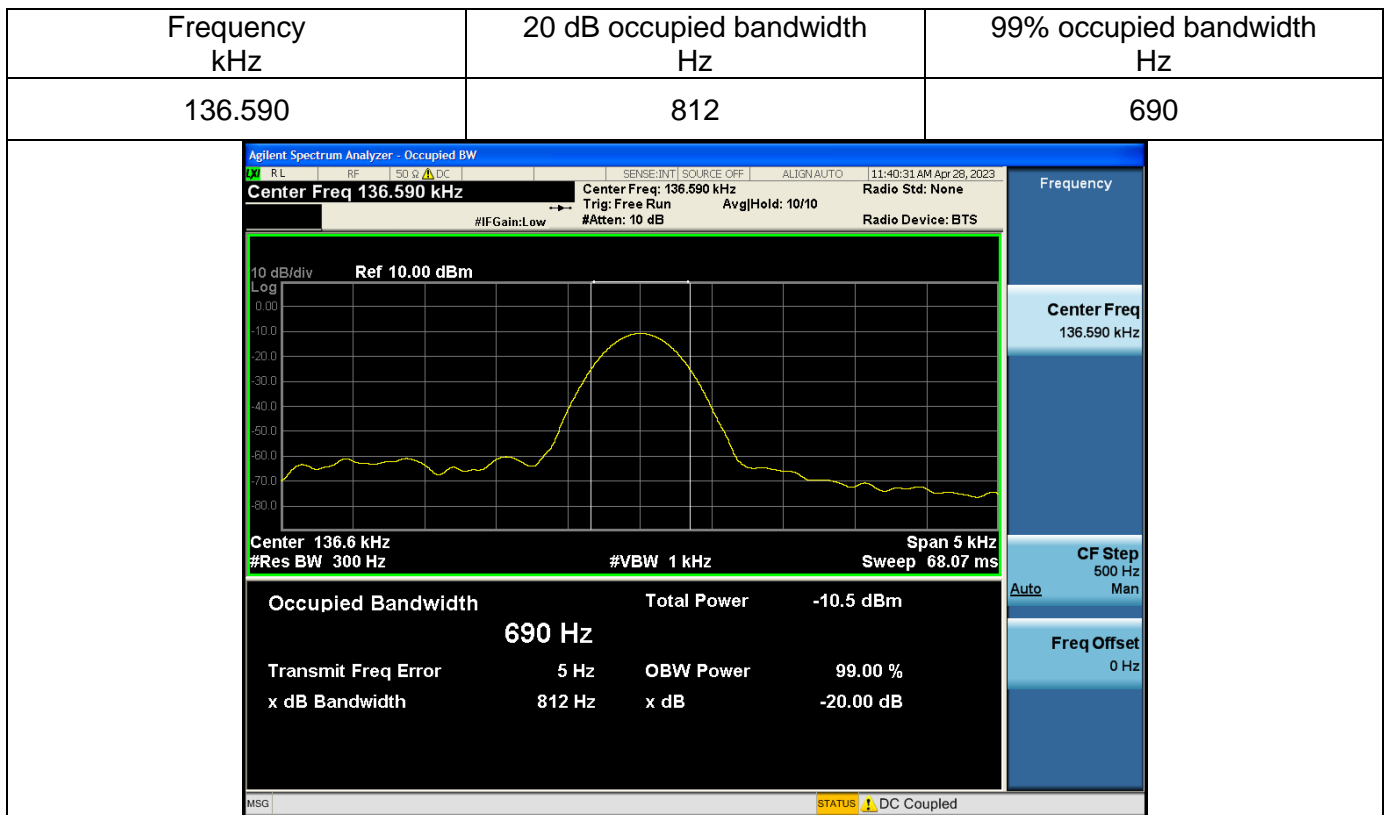 Frequency 20 dB occupied bandwidth 99% occupied bandwidth
kHz Hz Hz
136.590 812 690
Agilent Spectrum Analyzer - Occupied BW
LXI RL RF 50 Ω DC SENSE:INT SOURCE OFF ALIGN AUTO 11:40:31 AM Apr 28, 2023
Center Freq 136.590 kHz Center Freq: 136.590 kHz Radio Std: None Frequency
Trig: Free Run Avg|Hold: 10/10
#IFGain:Low #Atten: 10 dB Radio Device: BTS
10 dB/div Ref 10.00 dBm
Log
0.00
-10.0
-20.0
-30.0
-40.0
-50.0
-60.0
-70.0
-80.0
Center Freq
136.590 kHz
Center 136.6 kHz Span 5 kHz
#Res BW 300 Hz #VBW 1 kHz Sweep 68.07 ms
CF Step
500 Hz
Auto Man
Occupied Bandwidth Total Power -10.5 dBm
690 Hz
Transmit Freq Error 5 Hz OBW Power 99.00 %
x dB Bandwidth 812 Hz x dB -20.00 dB
Freq Offset
0 Hz
MSG STATUS DC Coupled